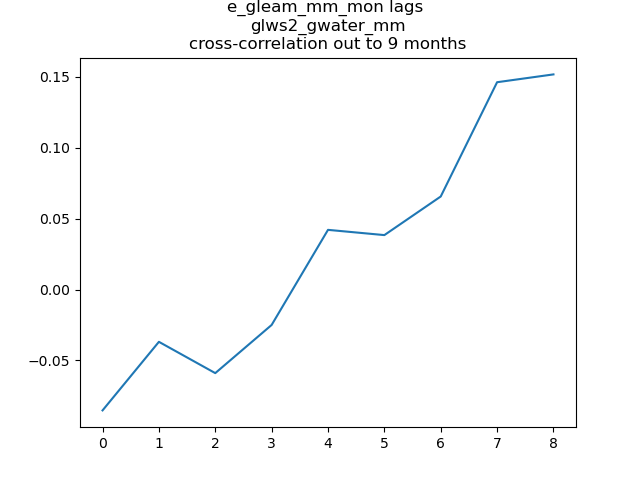 e_gleam_mm_mon lags
glws2_gwater_mm
cross-correlation out to 9 months
0.15
0.10
0.05
0.00
−0.05
0 1 2 3 4 5 6 7 8